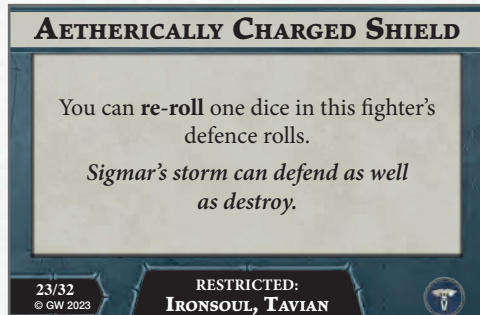 Aetherically Charged Shield
You can re-roll one dice in this fighter's
defence rolls.
Sigmar's storm can defend as well
as destroy.
23/32
© GW 2023
RESTRICTED:
Ironsoul, Tavian